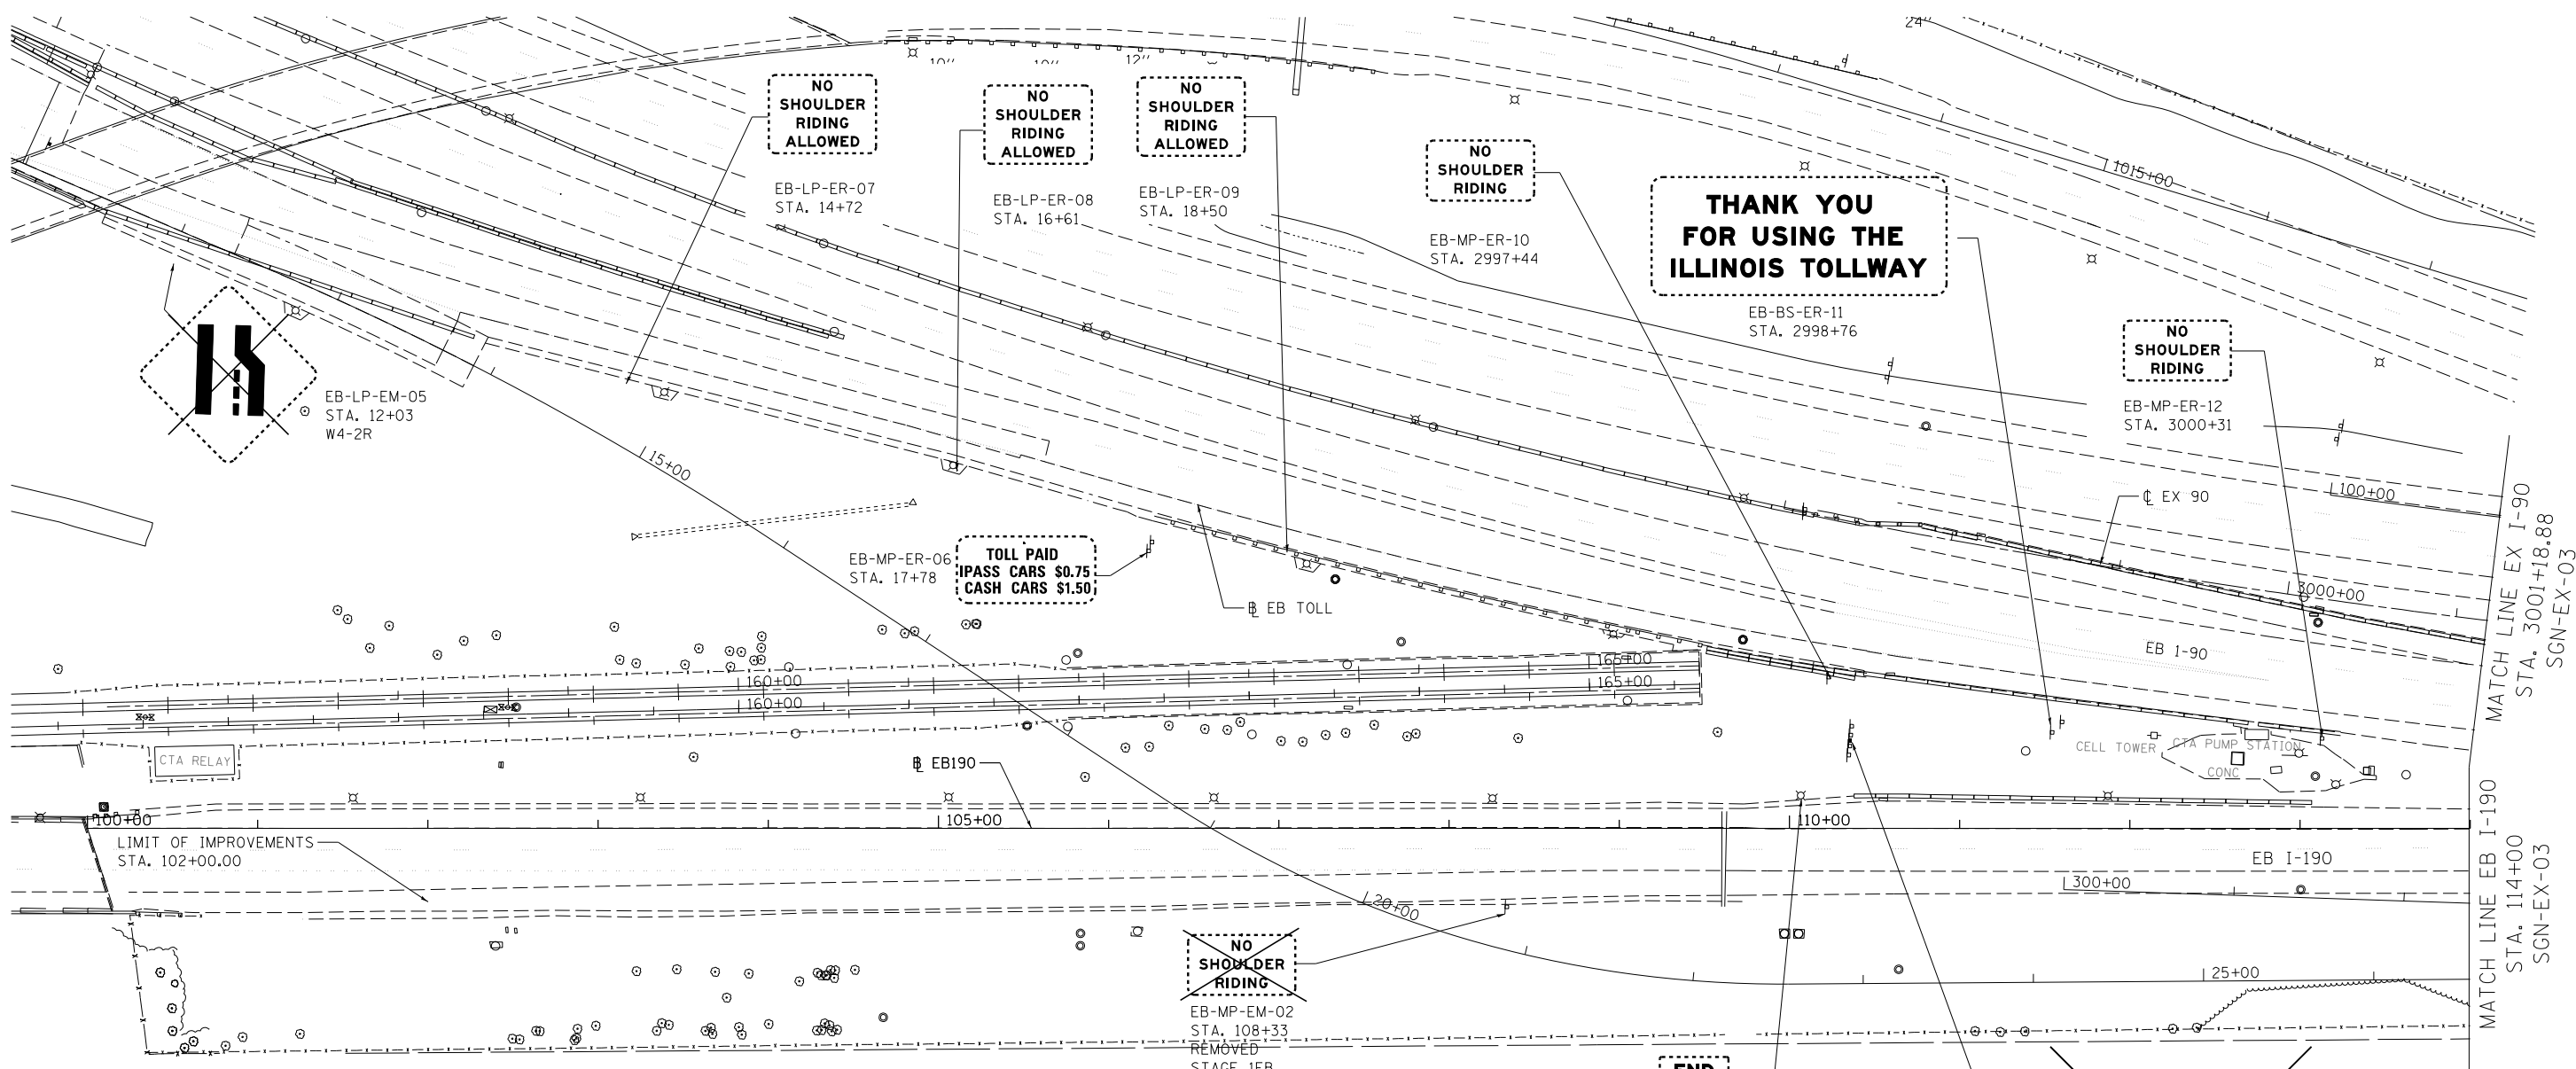 24"
10"
10"
12"
NO
SHOULDER
RIDING
ALLOWED
EB-LP-ER-07
STA. 14+72
NO
SHOULDER
RIDING
ALLOWED
EB-LP-ER-08
STA. 16+61
NO
SHOULDER
RIDING
ALLOWED
EB-LP-ER-09
STA. 18+50
NO
SHOULDER
RIDING
EB-MP-ER-10
STA. 2997+44
THANK YOU
FOR USING THE
ILLINOIS TOLLWAY
EB-BS-ER-11
STA. 2998+76
1015+00
NO
SHOULDER
RIDING
EB-MP-ER-12
STA. 3000+31
EB-LP-EM-05
STA. 12+03
W4-2R
15+00
EB-MP-ER-06
STA. 17+78
TOLL PAID
IPASS CARS $0.75
CASH CARS $1.50
EB TOLL
EX 90
100+00
3000+00
EB I-90
MATCH LINE EX I-90
STA. 3001+18.88
SGN-EX-03
160+00
160+00
165+00
165+00
CTA RELAY
EB190
CELL TOWER
CTA PUMP STATION
CONC
100+00
105+00
110+00
LIMIT OF IMPROVEMENTS
STA. 102+00.00
EB I-190
300+00
20+00
25+00
MATCH LINE EB I-190
STA. 114+00
SGN-EX-03
NO
SHOULDER
RIDING
EB-MP-EM-02
STA. 108+33
REMOVED
STAGE 1EB
END